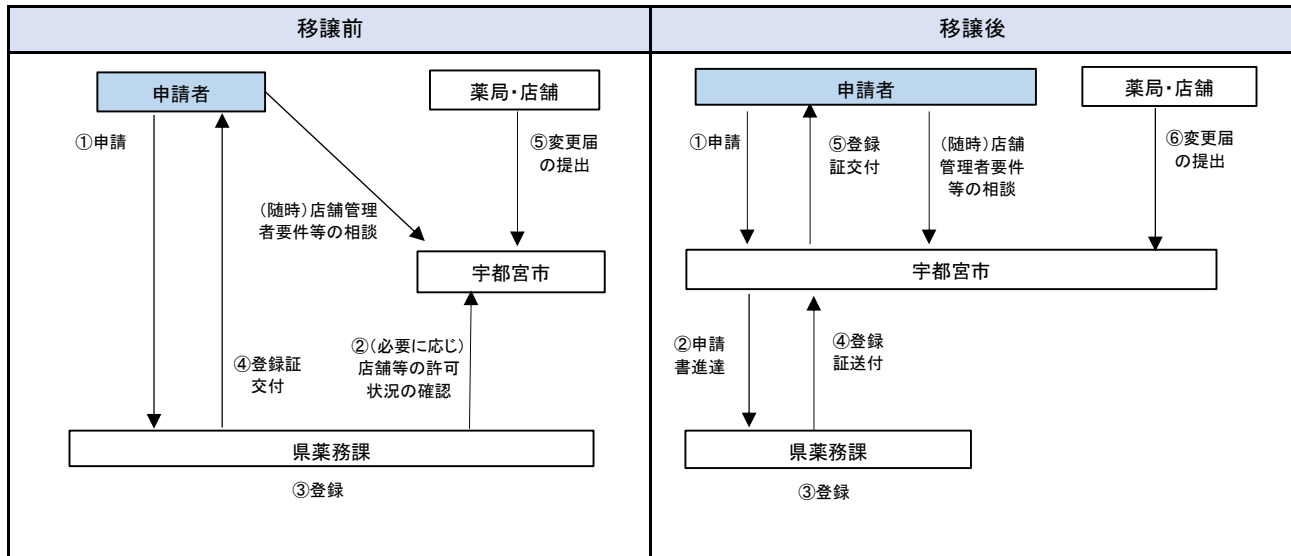 移譲前
申請者
薬局・店舗
①申請
⑤変更届
の提出
(随時)店舗管理
者要件等の相談
宇都宮市
④登録証
交付
②(必要に応じ)
店舗等の許可
状況の確認
県薬務課
③登録
移譲後
申請者
薬局・店舗
①申請
⑤登録
証交付
(随時)店舗
管理者要件
等の相談
⑥変更届
の提出
宇都宮市
②申請
書進達
④登録
証送付
県薬務課
③登録